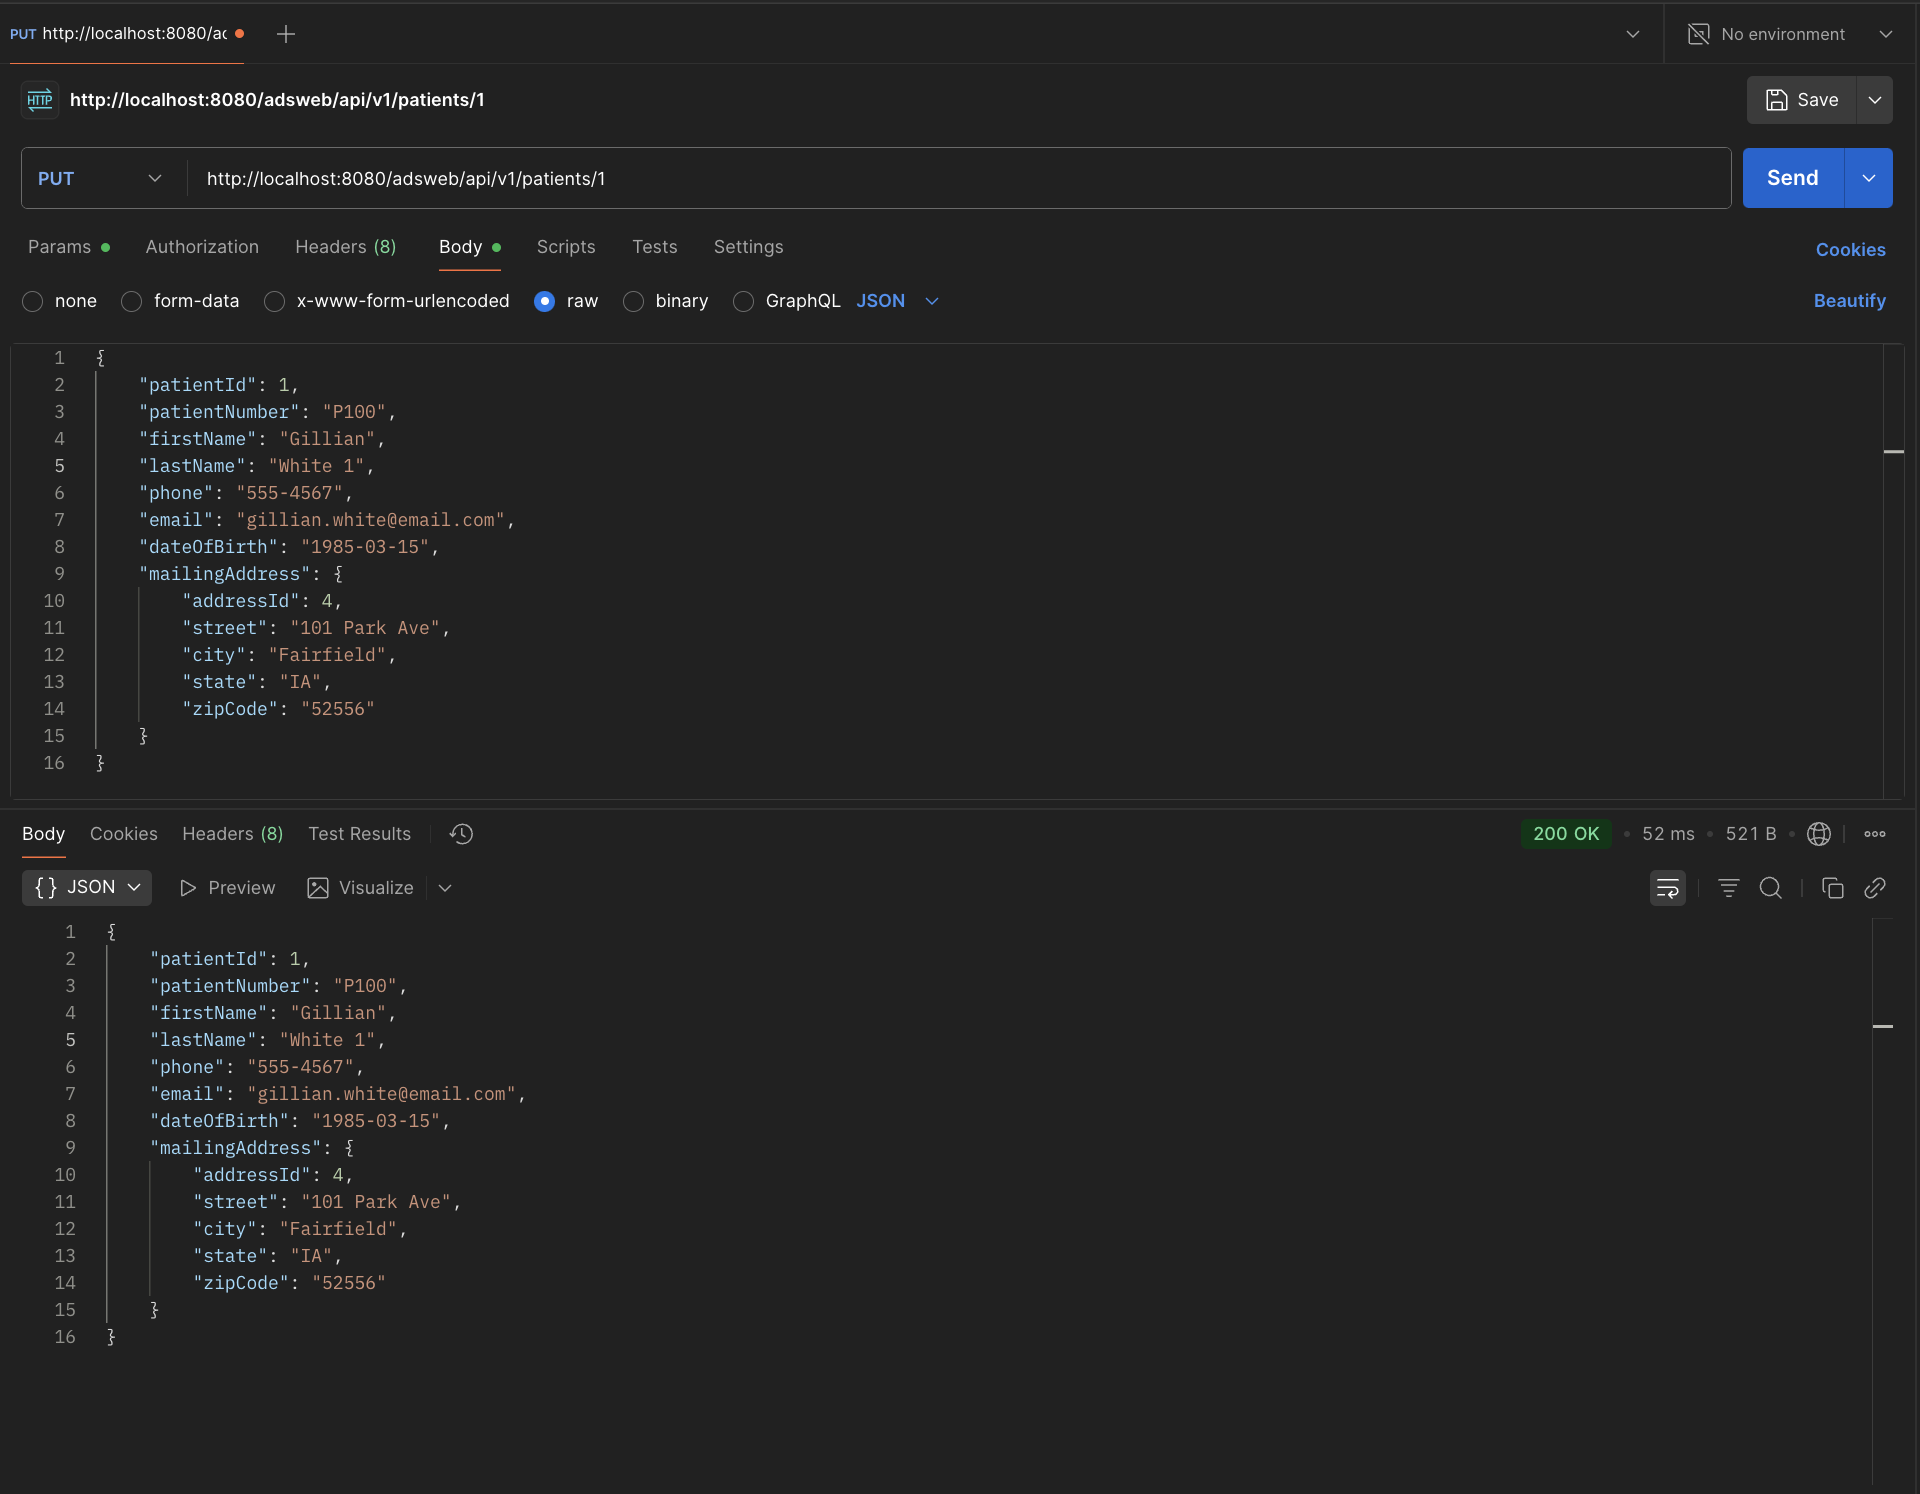 PUT http://localhost:8080/ac
No environment
HTTP http://localhost:8080/adsweb/api/v1/patients/1
Save
PUT http://localhost:8080/adsweb/api/v1/patients/1
Send
Params Authorization Headers (8) Body Scripts Tests Settings
Cookies
none form-data x-www-form-urlencoded raw binary GraphQL JSON
Beautify
1 {
2 "patientId": 1,
3 "patientNumber": "P100",
4 "firstName": "Gillian",
5 "lastName": "White 1",
6 "phone": "555-4567",
7 "email": "gillian.white@email.com",
8 "dateOfBirth": "1985-03-15",
9 "mailingAddress": {
10 "addressId": 4,
11 "street": "101 Park Ave",
12 "city": "Fairfield",
13 "state": "IA",
14 "zipCode": "52556"
15 }
16 }
Body Cookies Headers (8) Test Results
200 OK • 52 ms • 521 B
{} JSON Preview Visualize
1 {
2 "patientId": 1,
3 "patientNumber": "P100",
4 "firstName": "Gillian",
5 "lastName": "White 1",
6 "phone": "555-4567",
7 "email": "gillian.white@email.com",
8 "dateOfBirth": "1985-03-15",
9 "mailingAddress": {
10 "addressId": 4,
11 "street": "101 Park Ave",
12 "city": "Fairfield",
13 "state": "IA",
14 "zipCode": "52556"
15 }
16 }